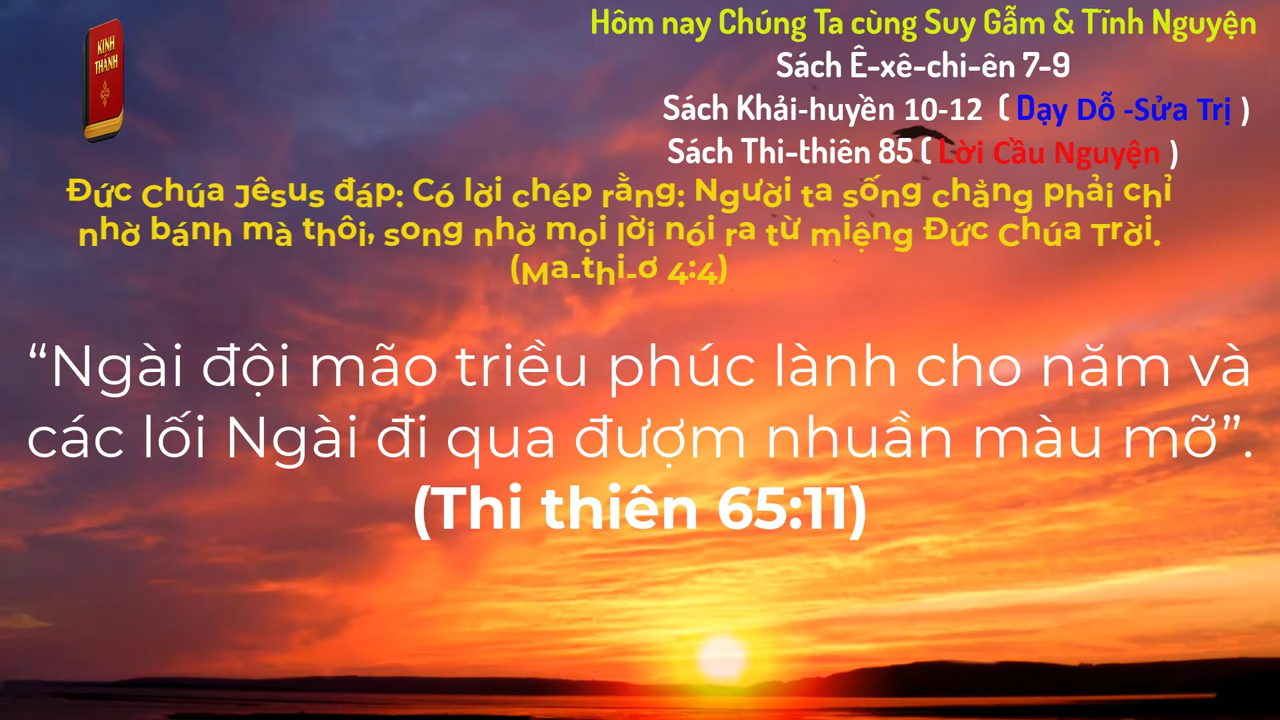 KINH
THÁNH
Hôm nay Chúng Ta cùng Suy Gẫm & Tĩnh Nguyện
Sách Ê-xê-chi-ên 7-9
Sách Khải-huyền 10-12 ( Dạy Dỗ -Sửa Trị )
Sách Thi-thiên 85 ( Lời Cầu Nguyện )
Đức Chúa Jêsus đáp: Có lời chép rằng: Người ta sống chẳng phải chỉ
nhờ bánh mà thôi, song nhờ mọi lời nói ra từ miệng Đức Chúa Trời.
(Ma-thi-ơ 4:4)
“Ngài đội mão triều phúc lành cho năm và
các lối Ngài đi qua đượm nhuần màu mỡ”.
(Thi thiên 65:11)